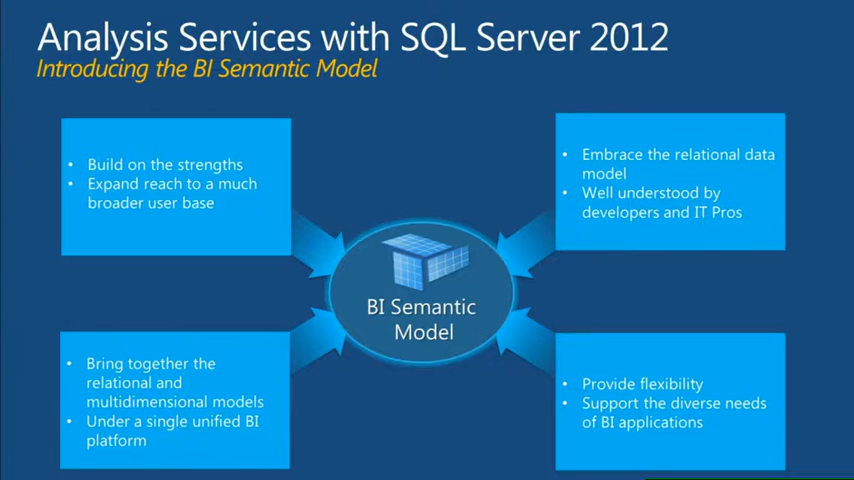 Analysis Services with SQL Server 2012
Introducing the BI Semantic Model
• Build on the strengths
• Expand reach to a much
broader user base
• Embrace the relational data
model
• Well understood by
developers and IT Pros
BI Semantic
Model
• Bring together the
relational and
multidimensional models
• Under a single unified BI
platform
• Provide flexibility
• Support the diverse needs
of BI applications